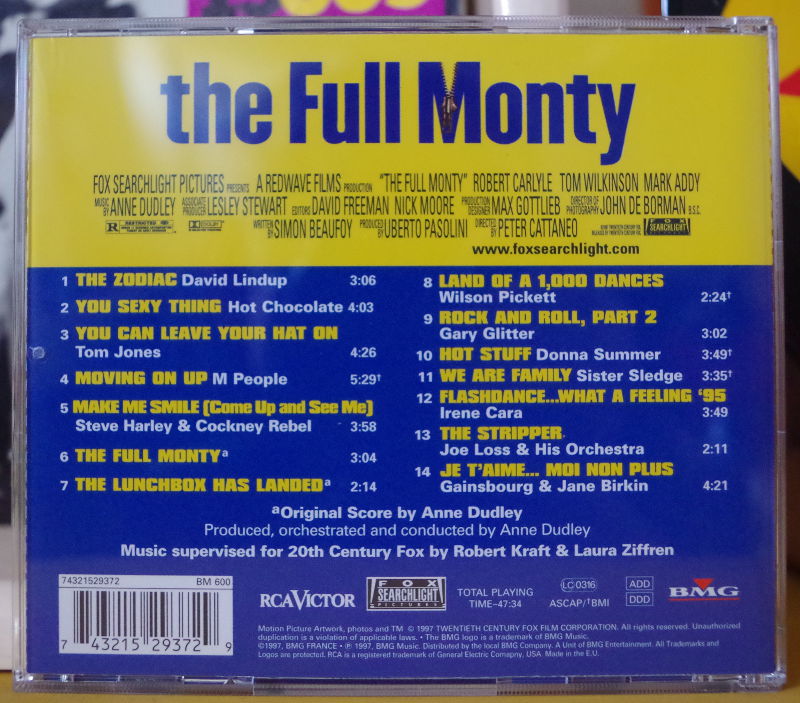 the Full Monty
FOX SEARCHLIGHT PICTURES PRESENTS A REDWAVE FILMS PRODUCTION "THE FULL MONTY" ROBERT CARLYLE TOM WILKINSON MARK ADDY
MUSIC BY ANNE DUDLEY ASSOCIATE PRODUCER LESLEY STEWART EDITORS DAVID FREEMAN NICK MOORE PRODUCTION DESIGNER MAX GOTTLIEB DIRECTOR OF PHOTOGRAPHY JOHN DE BORMAN B.S.C.
R RESTRICTED DOLBY WRITTEN BY SIMON BEAUFOY PRODUCED BY UBERTO PASOLINI DIRECTED BY PETER CATTANEO FOX SEARCHLIGHT
www.foxsearchlight.com
1 THE ZODIAC David Lindup 3:06
2 YOU SEXY THING Hot Chocolate 4:03
3 YOU CAN LEAVE YOUR HAT ON
Tom Jones 4:26
4 MOVING ON UP M People 5:29†
5 MAKE ME SMILE (Come Up and See Me)
Steve Harley & Cockney Rebel 3:58
6 THE FULL MONTYª 3:04
7 THE LUNCHBOX HAS LANDEDª 2:14
8 LAND OF A 1,000 DANCES
Wilson Pickett 2:24†
9 ROCK AND ROLL, PART 2
Gary Glitter 3:02
10 HOT STUFF Donna Summer 3:49†
11 WE ARE FAMILY Sister Sledge 3:35†
12 FLASHDANCE...WHAT A FEELING '95
Irene Cara 3:49
13 THE STRIPPER
Joe Loss & His Orchestra 2:11
14 JE T'AIME... MOI NON PLUS
Gainsbourg & Jane Birkin 4:21
ªOriginal Score by Anne Dudley
Produced, orchestrated and conducted by Anne Dudley
Music supervised for 20th Century Fox by Robert Kraft & Laura Ziffren
74321529372 BM 600
7 43215 29372 9
RCA VICTOR
FOX
SEARCHLIGHT
PICTURES
TOTAL PLAYING
TIME-47:34
LC 0316
ASCAP/†BMI
ADD
DDD
BMG
Motion Picture Artwork, photos and TM © 1997 TWENTIETH CENTURY FOX FILM CORPORATION. All rights reserved. Unauthorized
duplication is a violation of applicable laws. • The BMG logo is a trademark of BMG Music.
©1997, BMG FRANCE • ℗ 1997, BMG Music. Distributed by the local BMG Company. A Unit of BMG Entertainment. All Trademarks and
Logos are protected. RCA is a registered trademark of General Electric Comapny, USA. Made in the E.U.